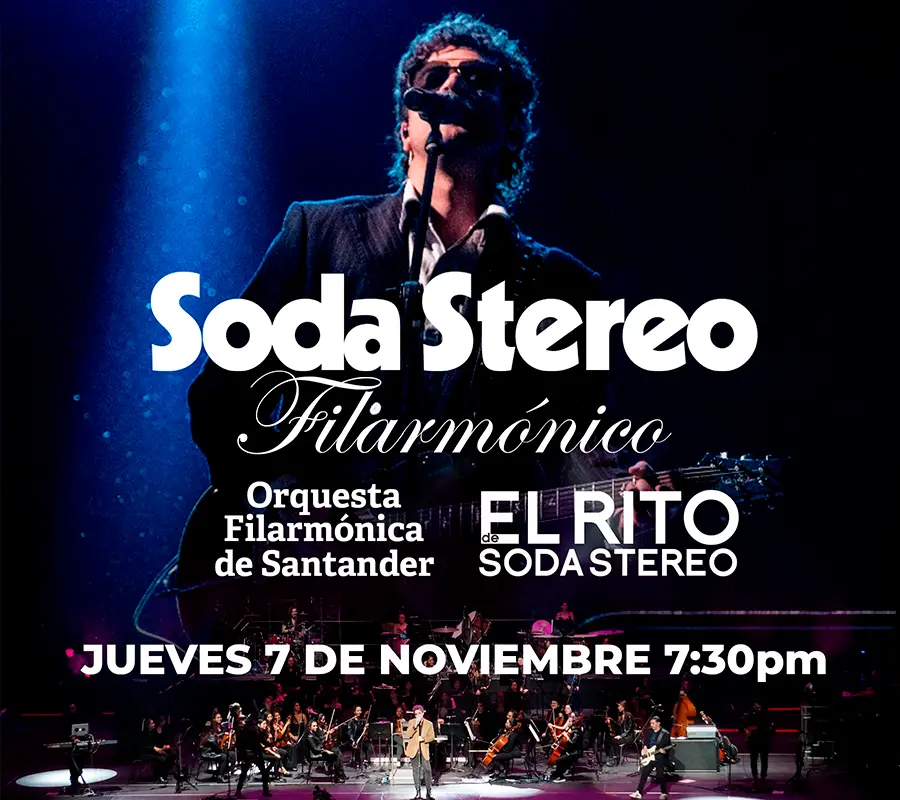 Soda Stereo
Filarmónico
Orquesta
Filarmónica
de Santander
EL RITO
de
SODA STEREO
JUEVES 7 DE NOVIEMBRE 7:30pm